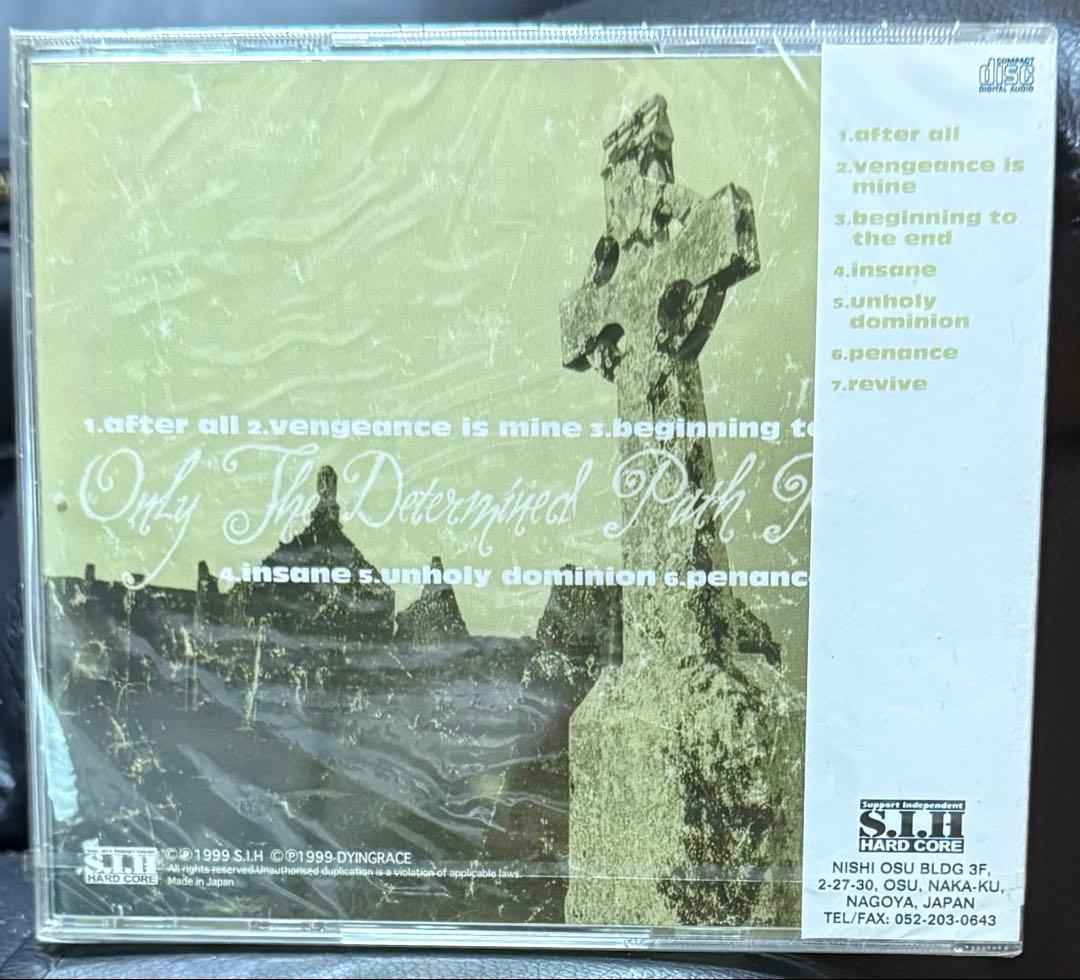 COMPACT
disc
DIGITAL AUDIO
1.after all
2.vengeance is
mine
3.beginning to
the end
4.insane
5.unholy
dominion
6.penance
7.revive
1.after all 2.vengeance is mine 3.beginning to
Only The Determined Path
4.insane 5.unholy dominion 6.penanc
Support Independent
S.I.H
HARD CORE
NISHI OSU BLDG 3F,
2-27-30, OSU, NAKA-KU,
NAGOYA, JAPAN
TEL/FAX: 052-203-0643
S.I.H
HARD CORE
©℗1999 S.I.H ©℗1999 DYINGRACE
All rights reserved.Unauthorised duplication is a violation of applicable laws.
Made in Japan